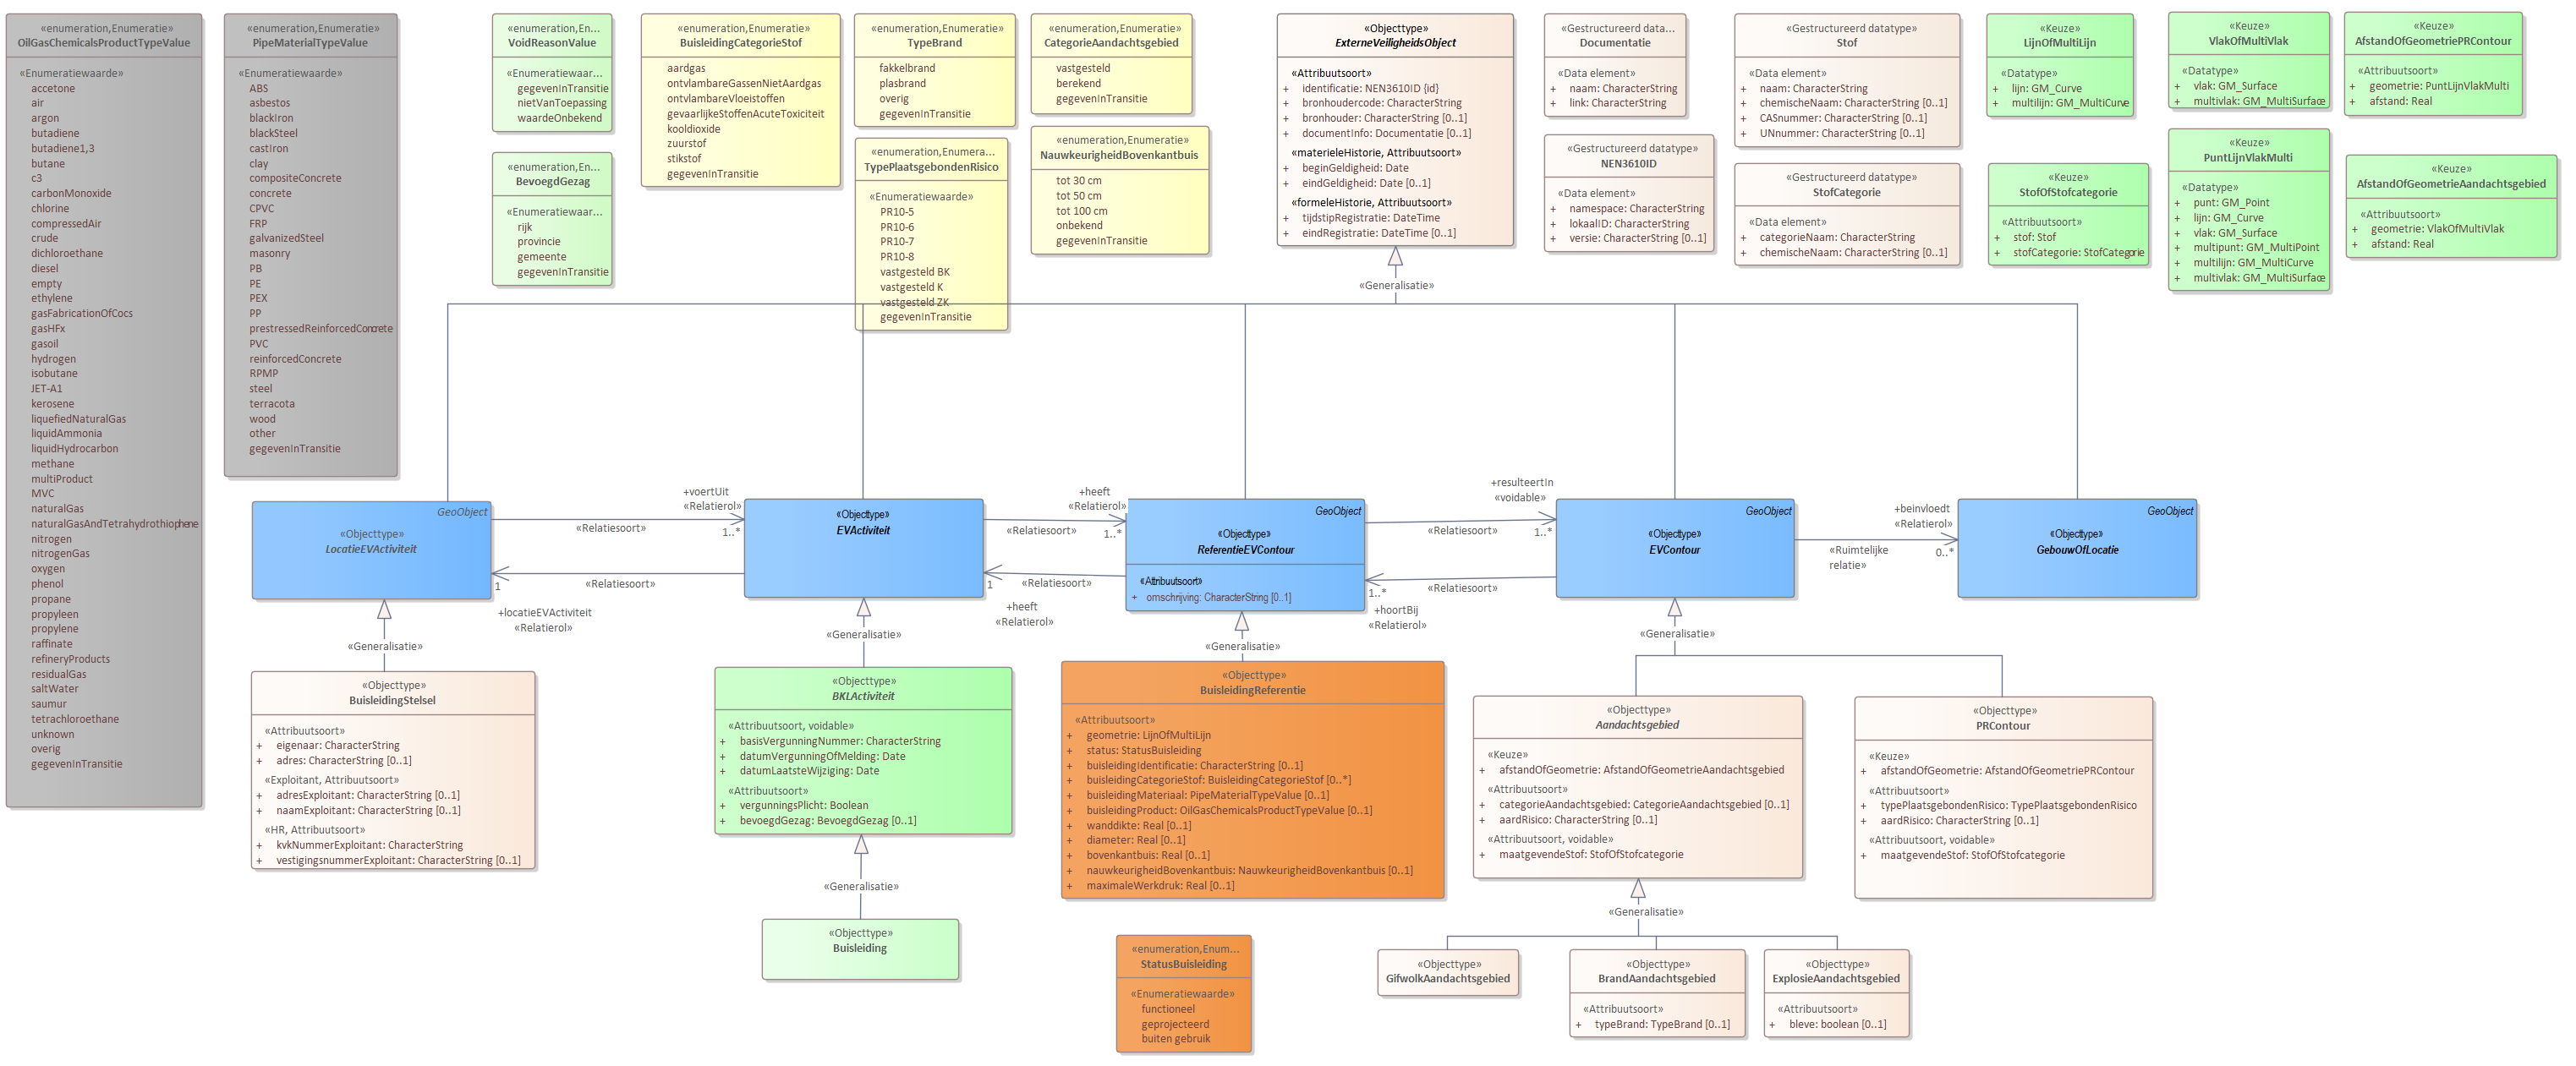 «enumeration,Enumeratie»
OilGasChemicalsProductTypeValue
«Enumeratiewaarde»
accetone
air
argon
butadiene
butadiene1,3
butane
c3
carbonMonoxide
chlorine
compressedAir
crude
dichloroethane
diesel
empty
ethylene
gasFabricationOfCocs
gasHFx
gasoil
hydrogen
isobutane
JET-A1
kerosene
liquefiedNaturalGas
liquidAmmonia
liquidHydrocarbon
methane
multiProduct
MVC
naturalGas
naturalGasAndTetrahydrothiophene
nitrogen
nitrogenGas
oxygen
phenol
propane
propyleen
propylene
raffinate
refineryProducts
residualGas
saltWater
saumur
tetrachloroethane
unknown
overig
gegevenInTransitie
«enumeration,Enumeratie»
PipeMaterialTypeValue
«Enumeratiewaarde»
ABS
asbestos
blackIron
blackSteel
castIron
clay
compositeConcrete
concrete
CPVC
FRP
galvanizedSteel
masonry
PB
PE
PEX
PP
prestressedReinforcedConcrete
PVC
reinforcedConcrete
RPMP
steel
terracota
wood
other
gegevenInTransitie
«enumeration,En...
VoidReasonValue
«Enumeratiewaar...
gegevenInTransitie
nietVanToepassing
waardeOnbekend
«enumeration,En...
BevoegdGezag
«Enumeratiewaar...
rijk
provincie
gemeente
gegevenInTransitie
«enumeration,Enumeratie»
BuisleidingCategorieStof
aardgas
ontvlambareGassenNietAardgas
ontvlambareVloeistoffen
gevaarlijkeStoffenAcuteToxiciteit
kooldioxide
zuurstof
stikstof
gegevenInTransitie
«enumeration,Enumeratie»
TypeBrand
fakkelbrand
plasbrand
overig
gegevenInTransitie
«enumeration,Enumera...
TypePlaatsgebondenRisico
«Enumeratiewaarde»
PR10-5
PR10-6
PR10-7
PR10-8
vastgesteld BK
vastgesteld K
vastgesteld ZK
gegevenInTransitie
«enumeration,Enumeratie»
CategorieAandachtsgebied
vastgesteld
berekend
gegevenInTransitie
«enumeration,Enumeratie»
NauwkeurigheidBovenkantbuis
tot 30 cm
tot 50 cm
tot 100 cm
onbekend
gegevenInTransitie
«Objecttype»
ExterneVeiligheidsObject
«Attribuutsoort»
+ identificatie: NEN3610ID {id}
+ bronhoudercode: CharacterString
+ bronhouder: CharacterString [0..1]
+ documentInfo: Documentatie [0..1]
«materieleHistorie, Attribuutsoort»
+ beginGeldigheid: Date
+ eindGeldigheid: Date [0..1]
«formeleHistorie, Attribuutsoort»
+ tijdstipRegistratie: DateTime
+ eindRegistratie: DateTime [0..1]
«Generalisatie»
«Gestructureerd data...
Documentatie
«Data element»
+ naam: CharacterString
+ link: CharacterString
«Gestructureerd datatype»
NEN3610ID
«Data element»
+ namespace: CharacterString
+ lokaalID: CharacterString
+ versie: CharacterString [0..1]
«Gestructureerd datatype»
Stof
«Data element»
+ naam: CharacterString
+ chemischeNaam: CharacterString [0..1]
+ CASnummer: CharacterString [0..1]
+ UNnummer: CharacterString [0..1]
«Gestructureerd datatype»
StofCategorie
«Data element»
+ categorieNaam: CharacterString
+ chemischeNaam: CharacterString [0..1]
«Keuze»
LijnOfMultiLijn
«Datatype»
+ lijn: GM_Curve
+ multilijn: GM_MultiCurve
«Keuze»
StofOfStofcategorie
«Attribuutsoort»
+ stof: Stof
+ stofCategorie: StofCategorie
«Keuze»
VlakOfMultiVlak
«Datatype»
+ vlak: GM_Surface
+ multivlak: GM_MultiSurface
«Keuze»
PuntLijnVlakMulti
«Datatype»
+ punt: GM_Point
+ lijn: GM_Curve
+ vlak: GM_Surface
+ multipunt: GM_MultiPoint
+ multilijn: GM_MultiCurve
+ multivlak: GM_MultiSurface
«Keuze»
AfstandOfGeometriePRContour
«Attribuutsoort»
+ geometrie: PuntLijnVlakMulti
+ afstand: Real
«Keuze»
AfstandOfGeometrieAandachtsgebied
«Attribuutsoort»
+ geometrie: VlakOfMultiVlak
+ afstand: Real
GeoObject
«Objecttype»
LocatieEVActiviteit
+voertUit
«Relatierol»
1..*
«Relatiesoort»
«Relatiesoort»
1
+locatieEVActiviteit
«Relatierol»
«Objecttype»
EVActiviteit
+heeft
«Relatierol»
1..*
«Relatiesoort»
«Relatiesoort»
1
+heeft
«Relatierol»
GeoObject
«Objecttype»
ReferentieEVContour
«Attribuutsoort»
+ omschrijving: CharacterString [0..1]
+resulteertIn
«voidable»
1..*
«Relatiesoort»
«Relatiesoort»
1..*
+hoortBij
«Relatierol»
GeoObject
«Objecttype»
EVContour
+beinvloedt
«Relatierol»
0..*
«Ruimtelijke
relatie»
GeoObject
«Objecttype»
GebouwOfLocatie
«Generalisatie»
«Objecttype»
BuisleidingStelsel
«Attribuutsoort»
+ eigenaar: CharacterString
+ adres: CharacterString [0..1]
«Exploitant, Attribuutsoort»
+ adresExploitant: CharacterString [0..1]
+ naamExploitant: CharacterString [0..1]
«HR, Attribuutsoort»
+ kvkNummerExploitant: CharacterString
+ vestigingsnummerExploitant: CharacterString [0..1]
«Generalisatie»
«Objecttype»
BKLActiviteit
«Attribuutsoort, voidable»
+ basisVergunningNummer: CharacterString
+ datumVergunningOfMelding: Date
+ datumLaatsteWijziging: Date
«Attribuutsoort»
+ vergunningsPlicht: Boolean
+ bevoegdGezag: BevoegdGezag [0..1]
«Generalisatie»
«Objecttype»
Buisleiding
«Generalisatie»
«Objecttype»
BuisleidingReferentie
«Attribuutsoort»
+ geometrie: LijnOfMultiLijn
+ status: StatusBuisleiding
+ buisleidingIdentificatie: CharacterString [0..1]
+ buisleidingCategorieStof: BuisleidingCategorieStof [0..*]
+ buisleidingMateriaal: PipeMaterialTypeValue [0..1]
+ buisleidingProduct: OilGasChemicalsProductTypeValue [0..1]
+ wanddikte: Real [0..1]
+ diameter: Real [0..1]
+ bovenkantbuis: Real [0..1]
+ nauwkeurigheidBovenkantbuis: NauwkeurigheidBovenkantbuis [0..1]
+ maximaleWerkdruk: Real [0..1]
«enumeration,Enum...
StatusBuisleiding
«Enumeratiewaarde»
functioneel
geprojecteerd
buiten gebruik
«Generalisatie»
«Objecttype»
Aandachtsgebied
«Keuze»
+ afstandOfGeometrie: AfstandOfGeometrieAandachtsgebied
«Attribuutsoort»
+ categorieAandachtsgebied: CategorieAandachtsgebied [0..1]
+ aardRisico: CharacterString [0..1]
«Attribuutsoort, voidable»
+ maatgevendeStof: StofOfStofcategorie
«Objecttype»
PRContour
«Keuze»
+ afstandOfGeometrie: AfstandOfGeometriePRContour
«Attribuutsoort»
+ typePlaatsgebondenRisico: TypePlaatsgebondenRisico
+ aardRisico: CharacterString [0..1]
«Attribuutsoort, voidable»
+ maatgevendeStof: StofOfStofcategorie
«Generalisatie»
«Objecttype»
GifwolkAandachtsgebied
«Objecttype»
BrandAandachtsgebied
«Attribuutsoort»
+ typeBrand: TypeBrand [0..1]
«Objecttype»
ExplosieAandachtsgebied
«Attribuutsoort»
+ bleve: boolean [0..1]